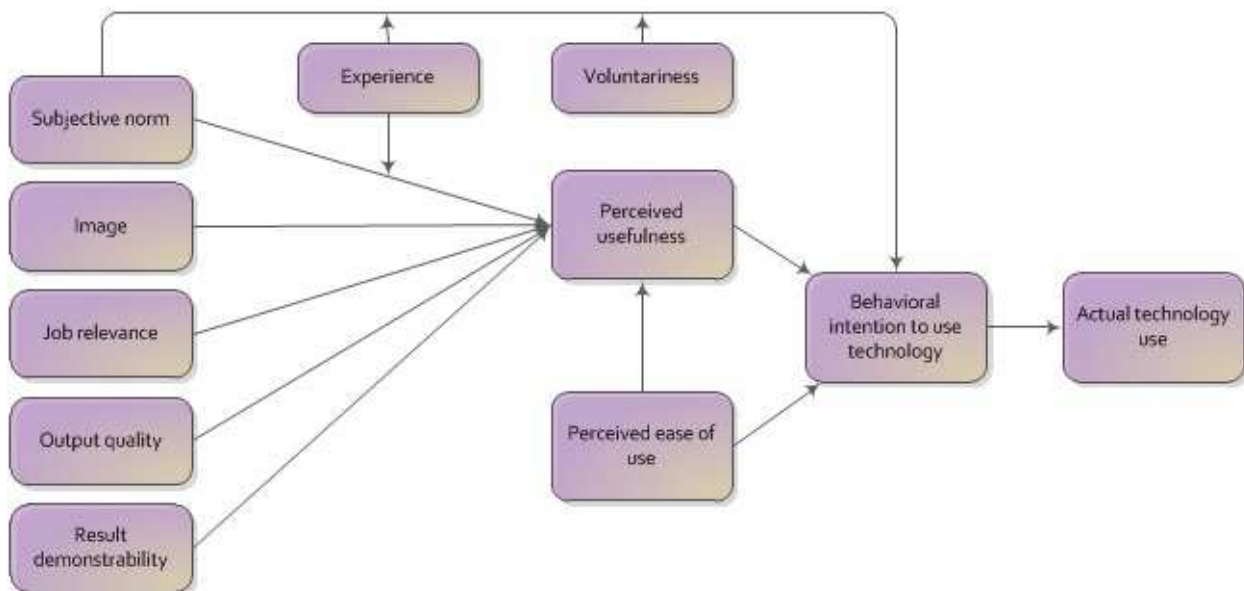 Experience
Voluntariness
Subjective norm
Image
Perceived
usefulness
Job relevance
Behavioral
intention to use
technology
Actual technology
use
Output quality
Perceived ease of
use
Result
demonstrability